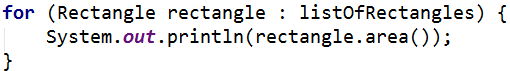 for (Rectangle rectangle : listOfRectangles) {
    System.out.println(rectangle.area());
}